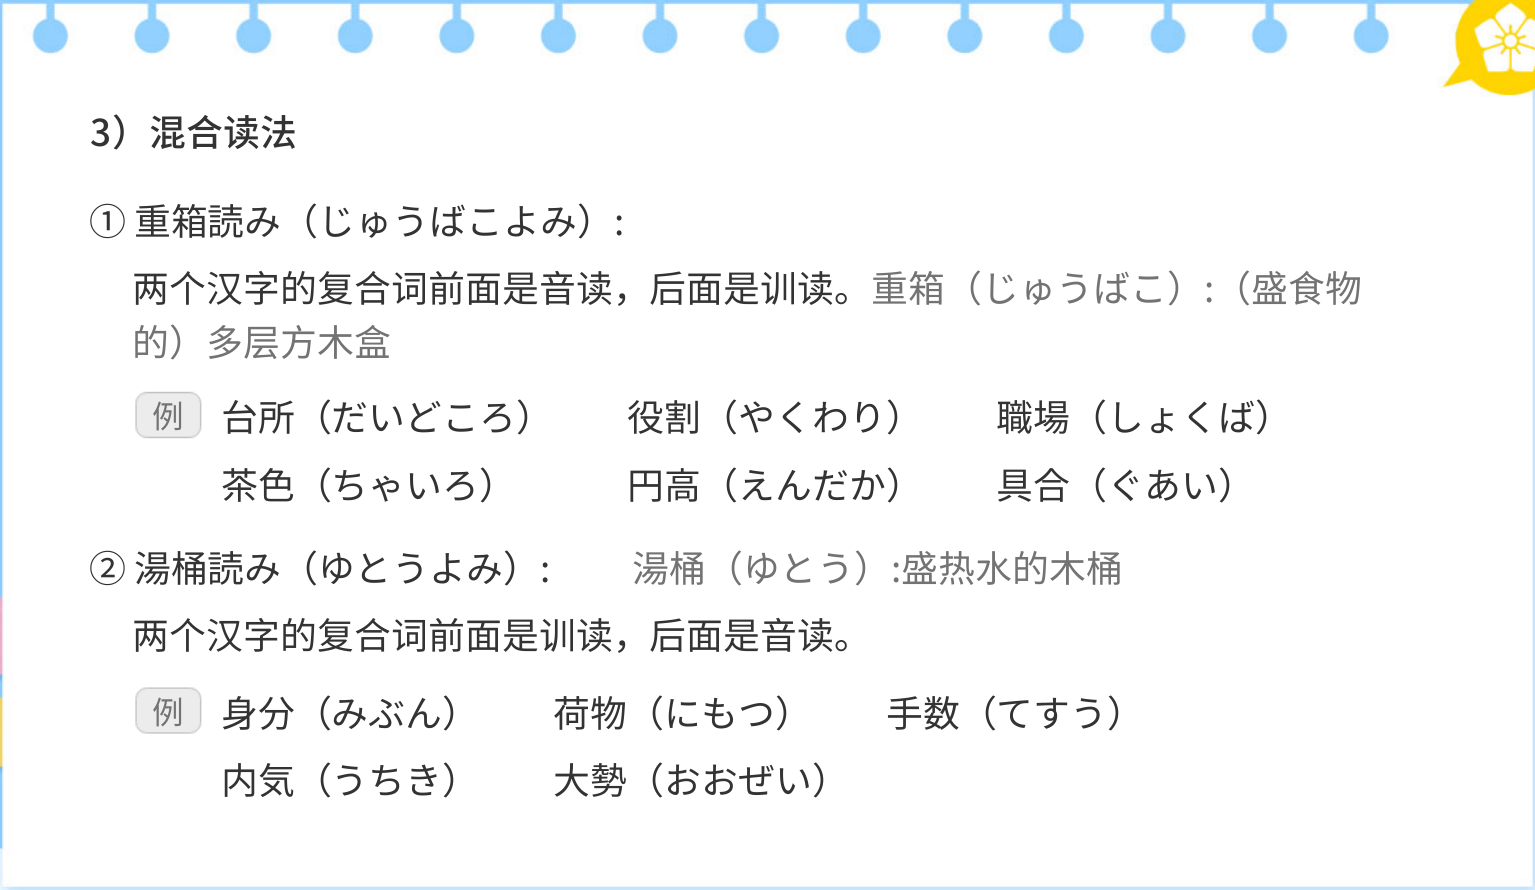 3）混合读法
① 重箱読み（じゅうばこよみ）:
两个汉字的复合词前面是音读，后面是训读。重箱（じゅうばこ）:（盛食物
的）多层方木盒
例 台所（だいどころ） 役割（やくわり） 職場（しょくば）
茶色（ちゃいろ） 円高（えんだか） 具合（ぐあい）
② 湯桶読み（ゆとうよみ）: 湯桶（ゆとう）:盛热水的木桶
两个汉字的复合词前面是训读，后面是音读。
例 身分（みぶん） 荷物（にもつ） 手数（てすう）
内気（うちき） 大勢（おおぜい）